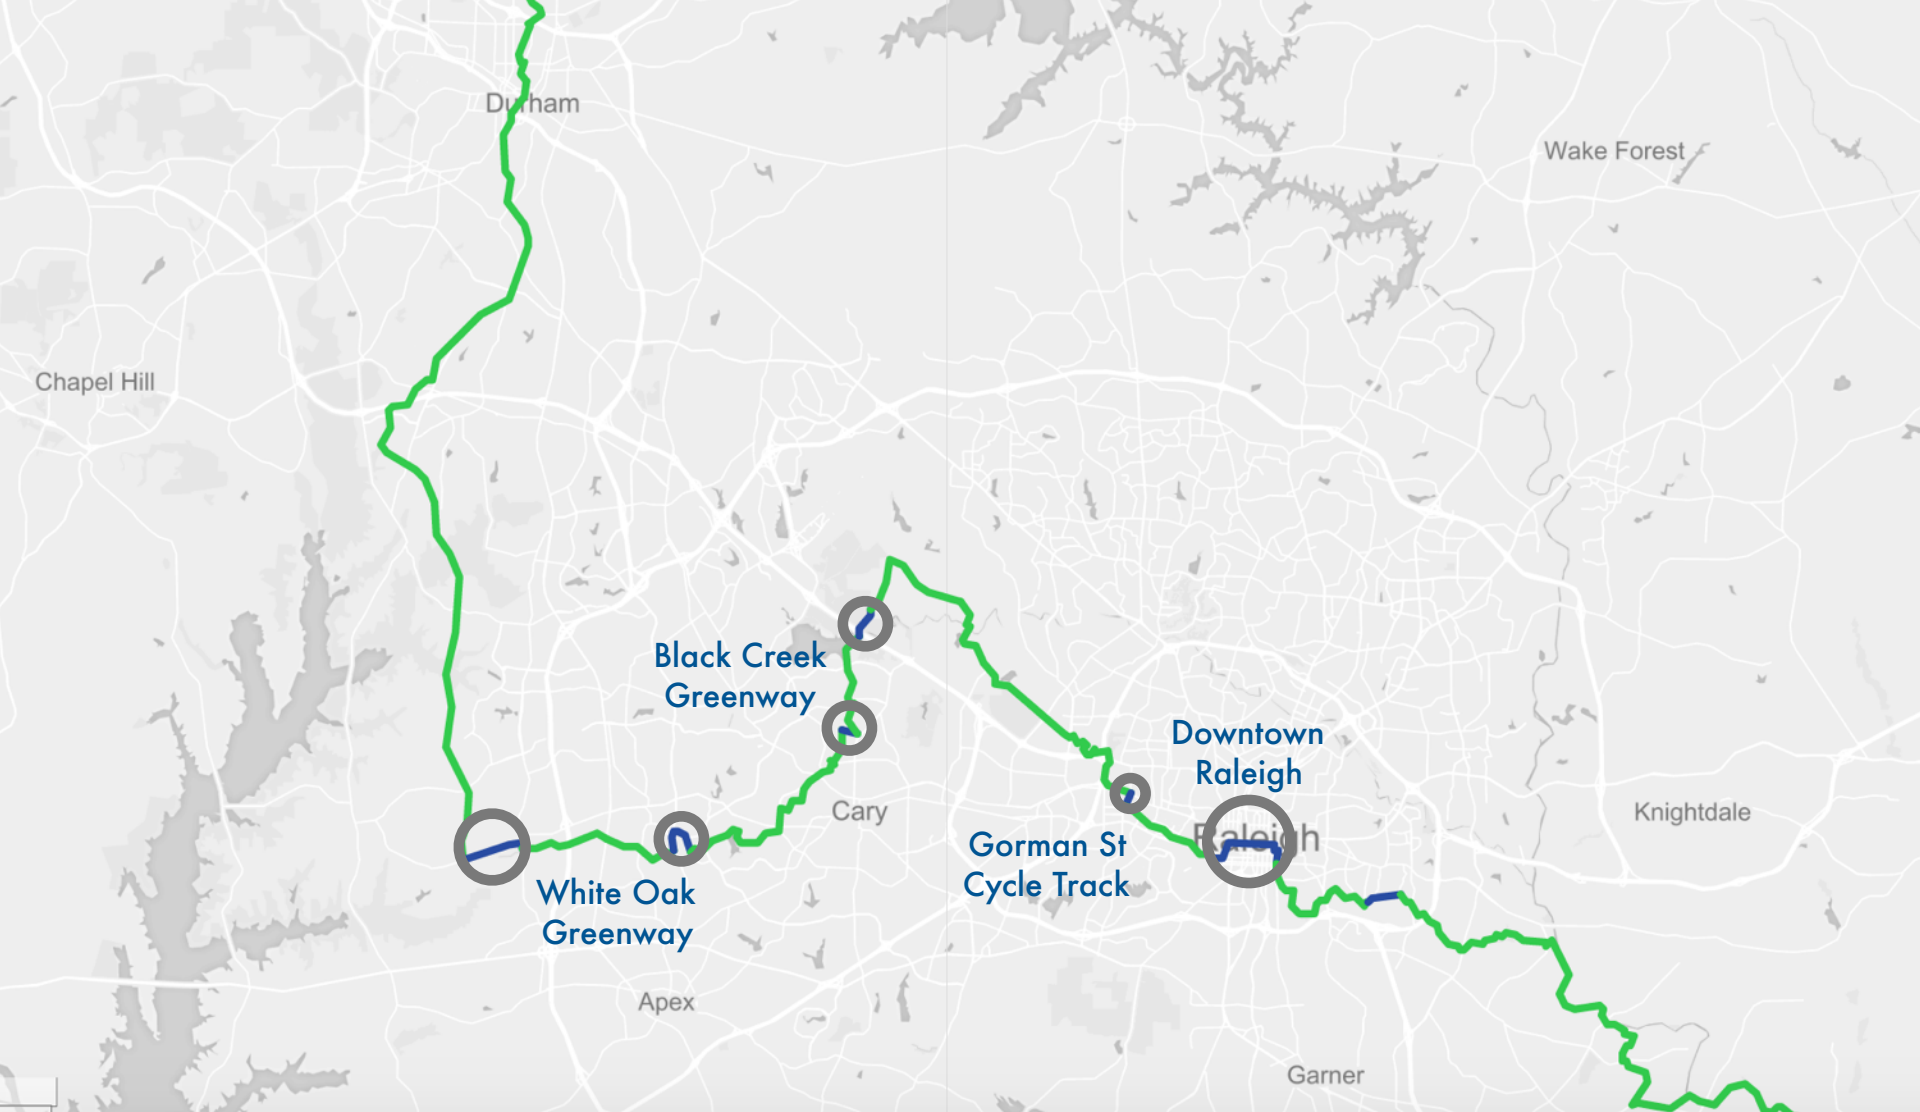 Durham
Wake Forest
Chapel Hill
Black Creek
Greenway
Downtown
Raleigh
Cary
Knightdale
Raleigh
Gorman St
Cycle Track
White Oak
Greenway
Apex
Garner